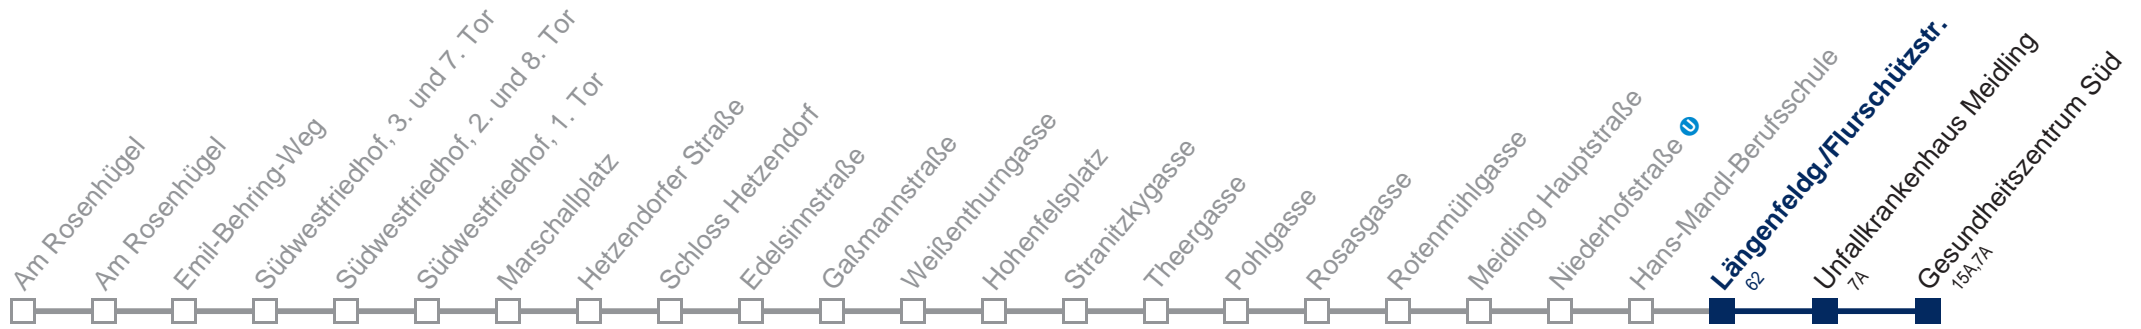 Am Rosenhügel
Am Rosenhügel
Emil-Behring-Weg
Südwestfriedhof, 3. und 7. Tor
Südwestfriedhof, 2. und 8. Tor
Südwestfriedhof, 1. Tor
Marschallplatz
Hetzendorfer Straße
Schloss Hetzendorf
Edelsinnstraße
Gaßmannstraße
Weißenthurngasse
Hohenfelsplatz
Stranitzkygasse
Theergasse
Pohlgasse
Rosasgasse
Rotenmühlgasse
Meidling Hauptstraße
Niederhofstraße U
Hans-Mandl-Berufsschule
Längenfeldg./Flurschützstr.
62
Unfallkrankenhaus Meidling
7A
Gesundheitszentrum Süd
15A,7A